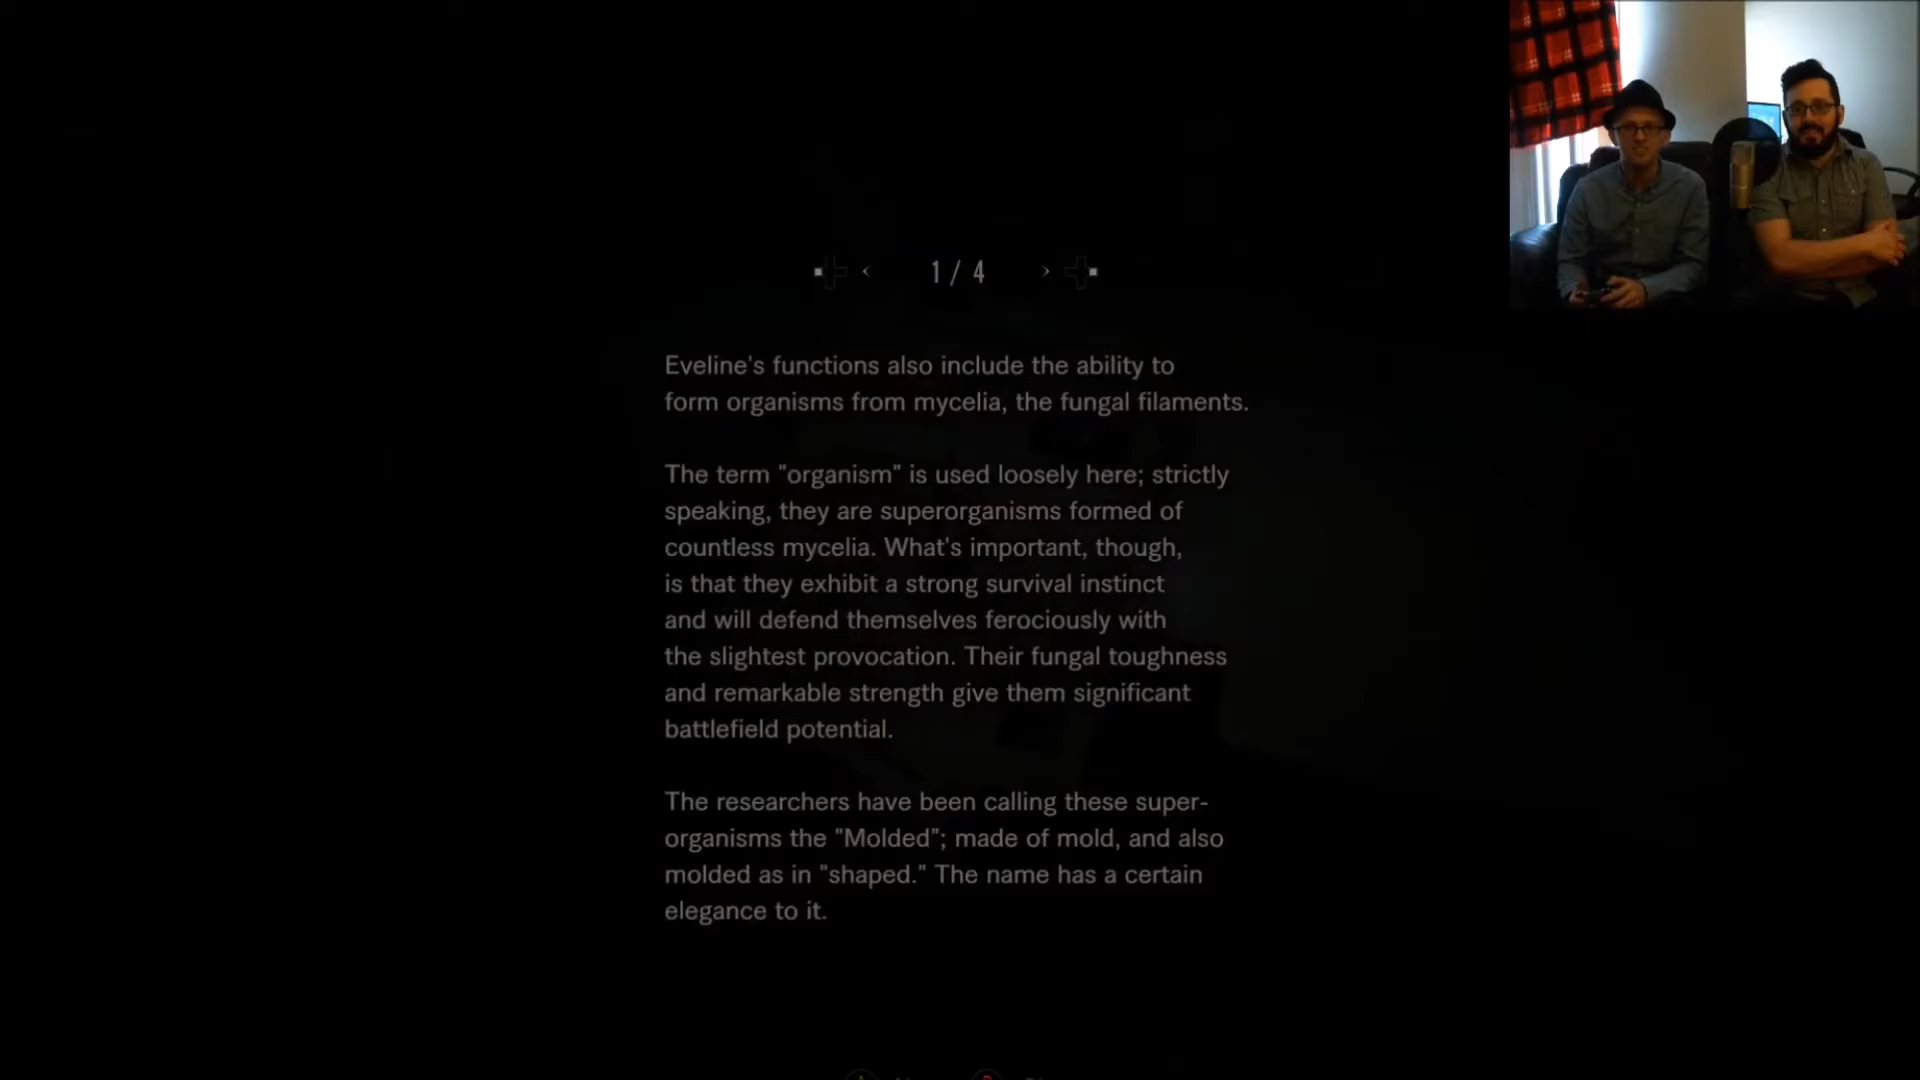 1 / 4
Eveline's functions also include the ability to
form organisms from mycelia, the fungal filaments.
The term "organism" is used loosely here; strictly
speaking, they are superorganisms formed of
countless mycelia. What's important, though,
is that they exhibit a strong survival instinct
and will defend themselves ferociously with
the slightest provocation. Their fungal toughness
and remarkable strength give them significant
battlefield potential.
The researchers have been calling these super-
organisms the "Molded"; made of mold, and also
molded as in "shaped." The name has a certain
elegance to it.